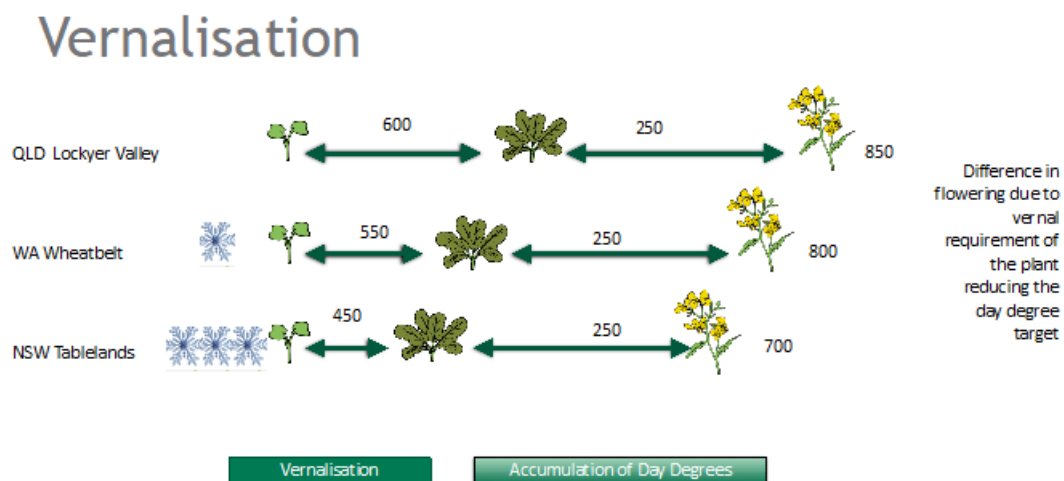 Vernalisation
QLD Lockyer Valley
600
250
850
WA Wheatbelt
550
250
800
NSW Tablelands
450
250
700
Difference in
flowering due to
vernal
requirement of
the plant
reducing the
day degree
target
Vernalisation
Accumulation of Day Degrees